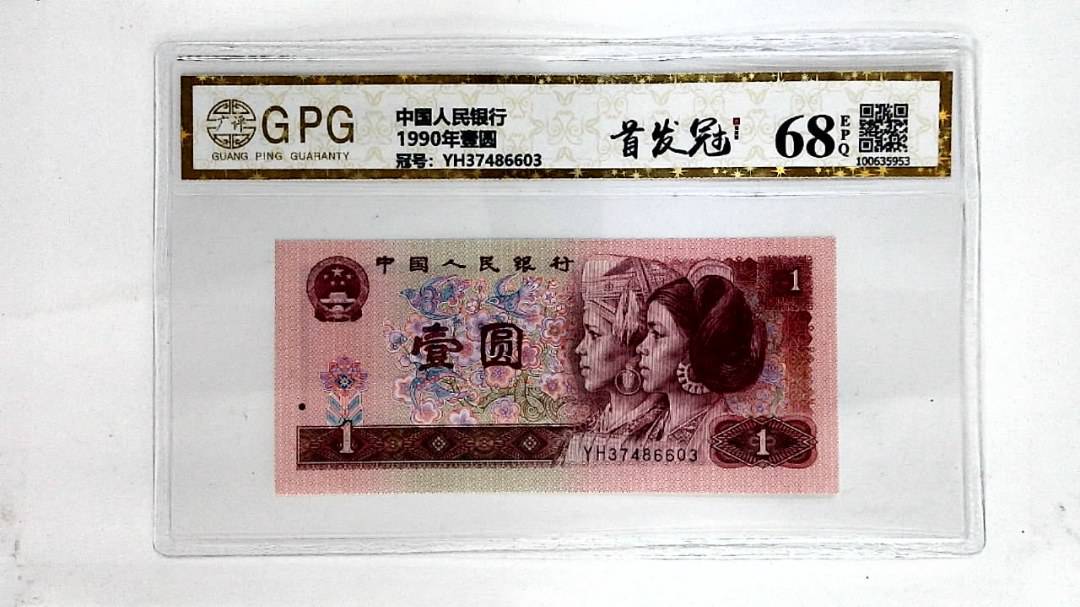 广评
GPG
GUANG PING GUARANTY
中国人民银行
1990年壹圆
冠号：YH37486603
首发冠
68
EPQ
100635953
中国人民银行
1
壹圆
1
YH37486603
1